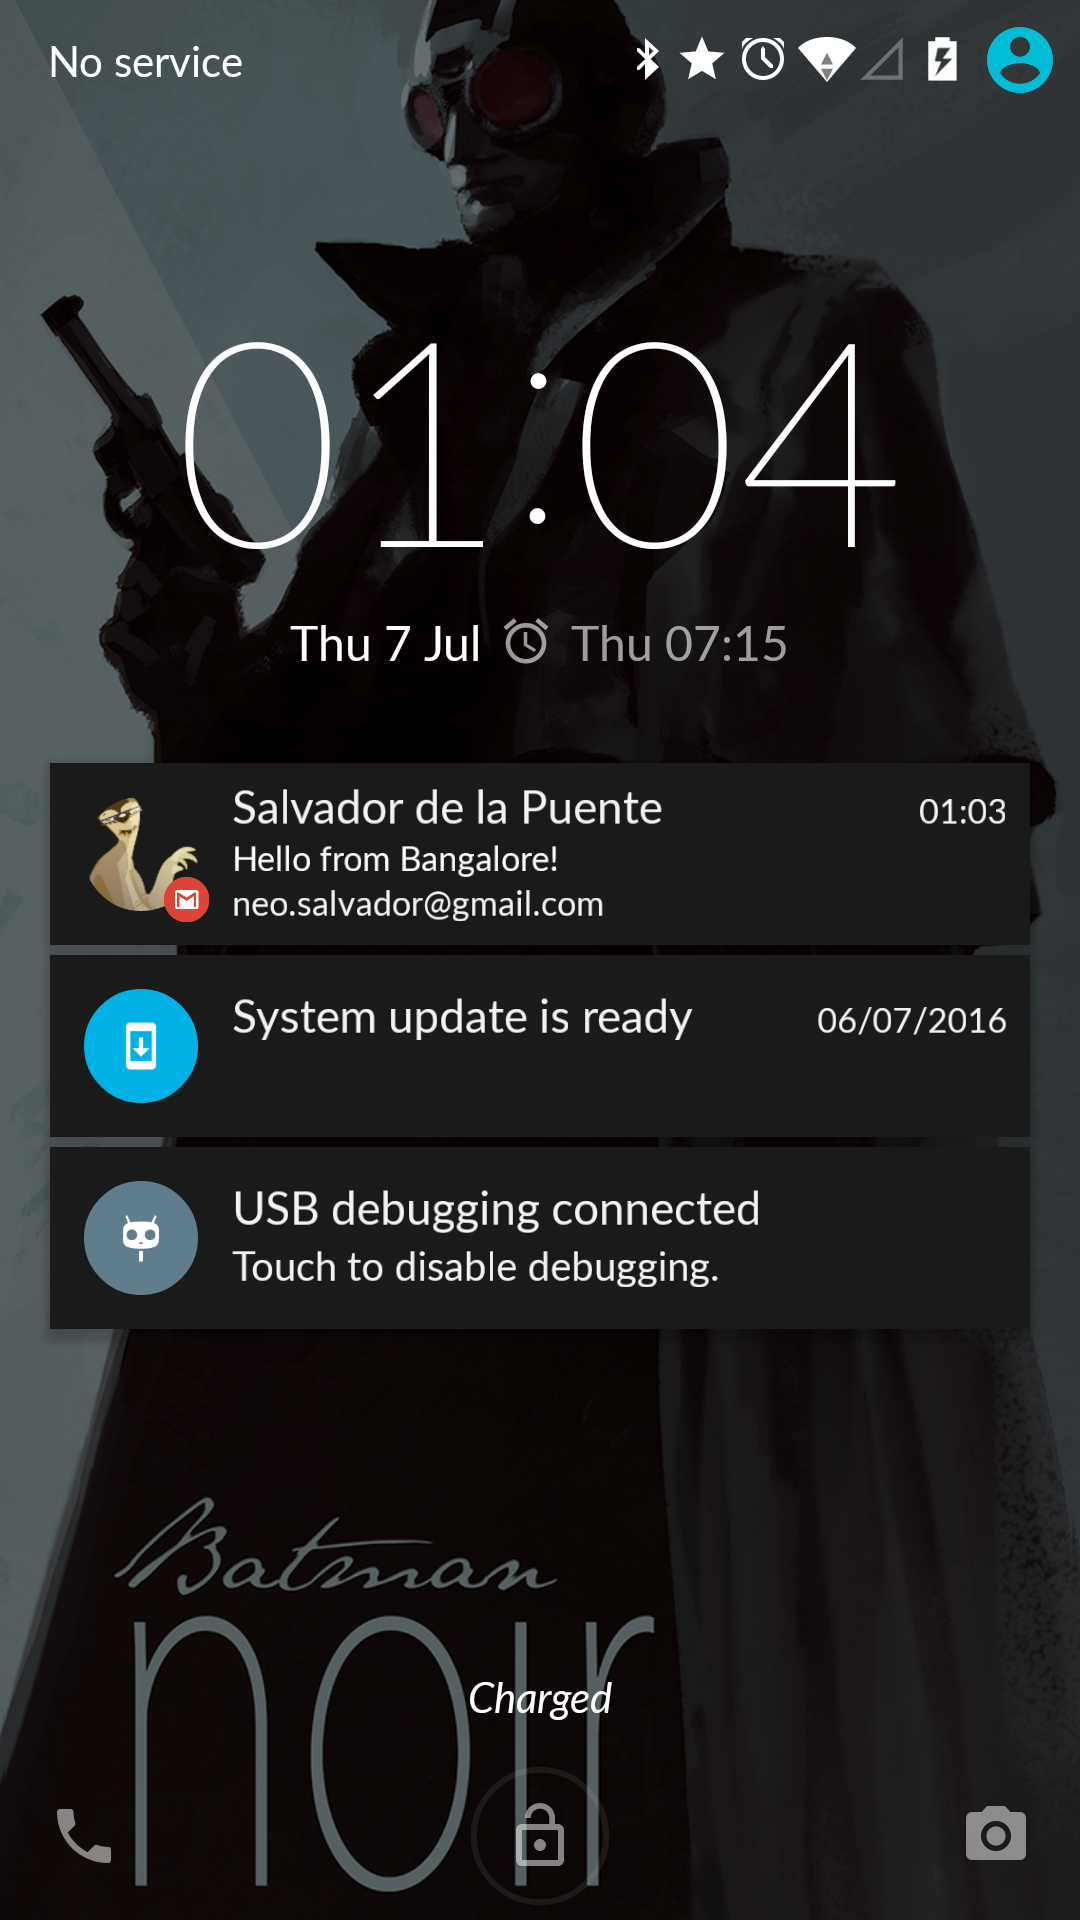 No service
01:04
Thu 7 Jul Thu 07:15
Salvador de la Puente 01:03
Hello from Bangalore!
neo.salvador@gmail.com
System update is ready 06/07/2016
USB debugging connected
Touch to disable debugging.
Batman
noir
Charged